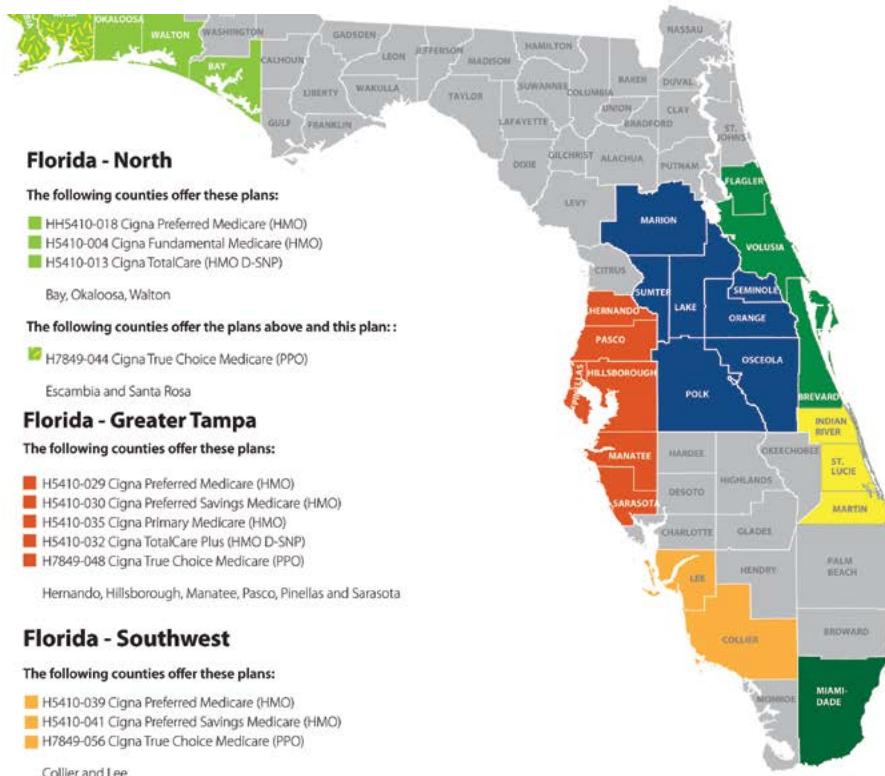 OKALOOSA
WALTON
BAY
WASHINGTON
CALHOUN
GULF
GADSDEN
LIBERTY
FRANKLIN
LEON
WAKULLA
JEFFERSON
MADISON
TAYLOR
HAMILTON
SUWANNEE
LAFAYETTE
DIXIE
COLUMBIA
GILCHRIST
BAKER
UNION
BRADFORD
ALACHUA
LEVY
NASSAU
DUVAL
CLAY
ST. JOHNS
PUTNAM
FLAGLER
VOLUSIA
MARION
CITRUS
SUMTER
LAKE
SEMINOLE
ORANGE
HERNANDO
PASCO
PINELLAS
HILLSBOROUGH
POLK
OSCEOLA
BREVARD
INDIAN RIVER
ST. LUCIE
MARTIN
MANATEE
SARASOTA
HARDEE
DESOTO
HIGHLANDS
OKEECHOBEE
CHARLOTTE
GLADES
LEE
HENDRY
PALM BEACH
COLLIER
BROWARD
MONROE
MIAMI-
DADE
Florida - North
The following counties offer these plans:
HH5410-018 Cigna Preferred Medicare (HMO)
H5410-004 Cigna Fundamental Medicare (HMO)
H5410-013 Cigna TotalCare (HMO D-SNP)
Bay, Okaloosa, Walton
The following counties offer the plans above and this plan: :
H7849-044 Cigna True Choice Medicare (PPO)
Escambia and Santa Rosa
Florida - Greater Tampa
The following counties offer these plans:
H5410-029 Cigna Preferred Medicare (HMO)
H5410-030 Cigna Preferred Savings Medicare (HMO)
H5410-035 Cigna Primary Medicare (HMO)
H5410-032 Cigna TotalCare Plus (HMO D-SNP)
H7849-048 Cigna True Choice Medicare (PPO)
Hernando, Hillsborough, Manatee, Pasco, Pinellas and Sarasota
Florida - Southwest
The following counties offer these plans:
H5410-039 Cigna Preferred Medicare (HMO)
H5410-041 Cigna Preferred Savings Medicare (HMO)
H7849-056 Cigna True Choice Medicare (PPO)
Collier and Lee